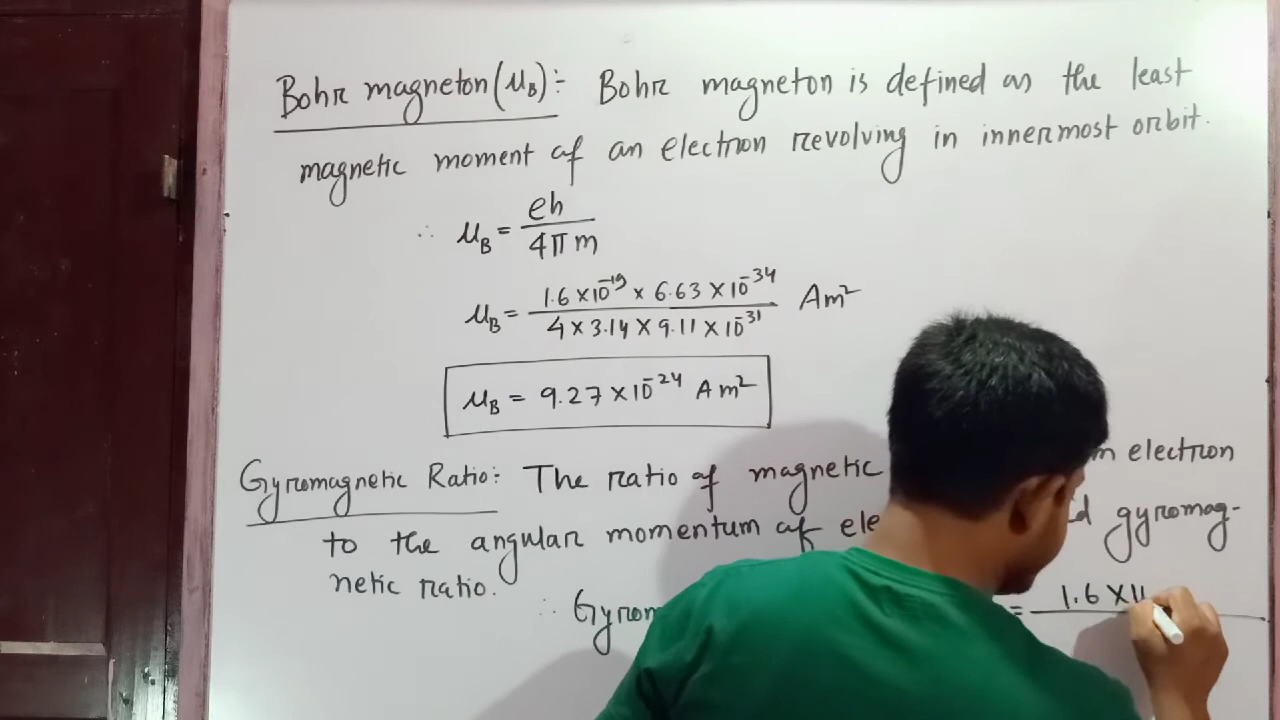 Bohr magneton (μB):- Bohr magneton is defined as the least
magnetic moment of an electron revolving in innermost orbit.
∴ μB = eh / 4πm
μB = 1.6 × 10^-19 × 6.63 × 10^-34 / 4 × 3.14 × 9.11 × 10^-31 Am²
μB = 9.27 × 10^-24 Am²
Gyromagnetic Ratio:- The ratio of magnetic electron
to the angular momentum of gyromag-
netic ratio.
∴ = 1.6 ×